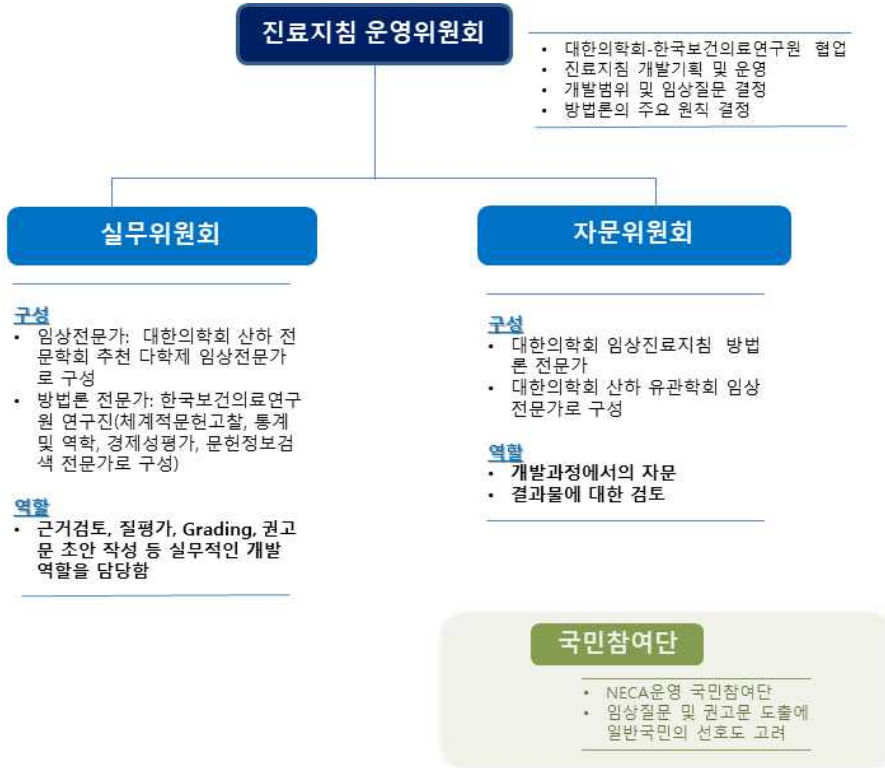 진료지침 운영위원회
• 대한의학회-한국보건의료연구원 협업
• 진료지침 개발기획 및 운영
• 개발범위 및 임상질문 결정
• 방법론의 주요 원칙 결정
실무위원회
구성
• 임상전문가: 대한의학회 산하 전
문학회 추천 다학제 임상전문가
로 구성
• 방법론 전문가: 한국보건의료연구
원 연구진(체계적문헌고찰, 통계
및 역학, 경제성평가, 문헌정보검
색 전문가로 구성)
역할
• 근거검토, 질평가, Grading, 권고
문 초안 작성 등 실무적인 개발
역할을 담당함
자문위원회
구성
• 대한의학회 임상진료지침 방법
론 전문가
• 대한의학회 산하 유관학회 임상
전문가로 구성
역할
• 개발과정에서의 자문
• 결과물에 대한 검토
국민참여단
• NECA운영 국민참여단
• 임상질문 및 권고문 도출에
일반국민의 선호도 고려